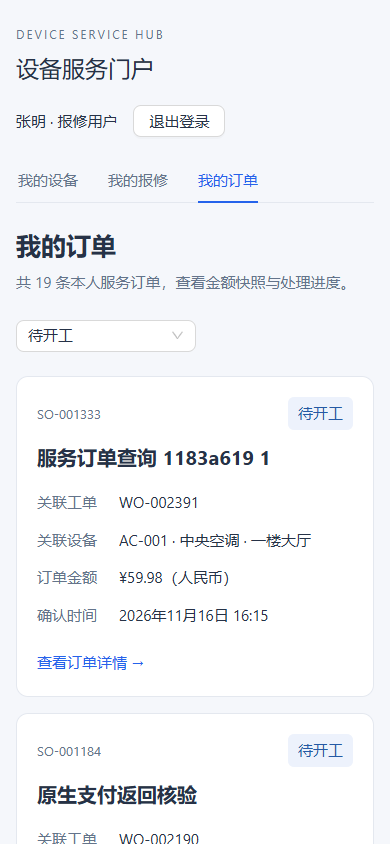 DEVICE SERVICE HUB
设备服务门户
张明 · 报修用户 退出登录
我的设备 我的报修 我的订单
我的订单
共 19 条本人服务订单，查看金额快照与处理进度。
待开工
SO-001333 待开工
服务订单查询 1183a619 1
关联工单 WO-002391
关联设备 AC-001 · 中央空调 · 一楼大厅
订单金额 ¥59.98（人民币）
确认时间 2026年11月16日 16:15
查看订单详情 →
SO-001184 待开工
原生支付返回核验
关联工单 WO-002190